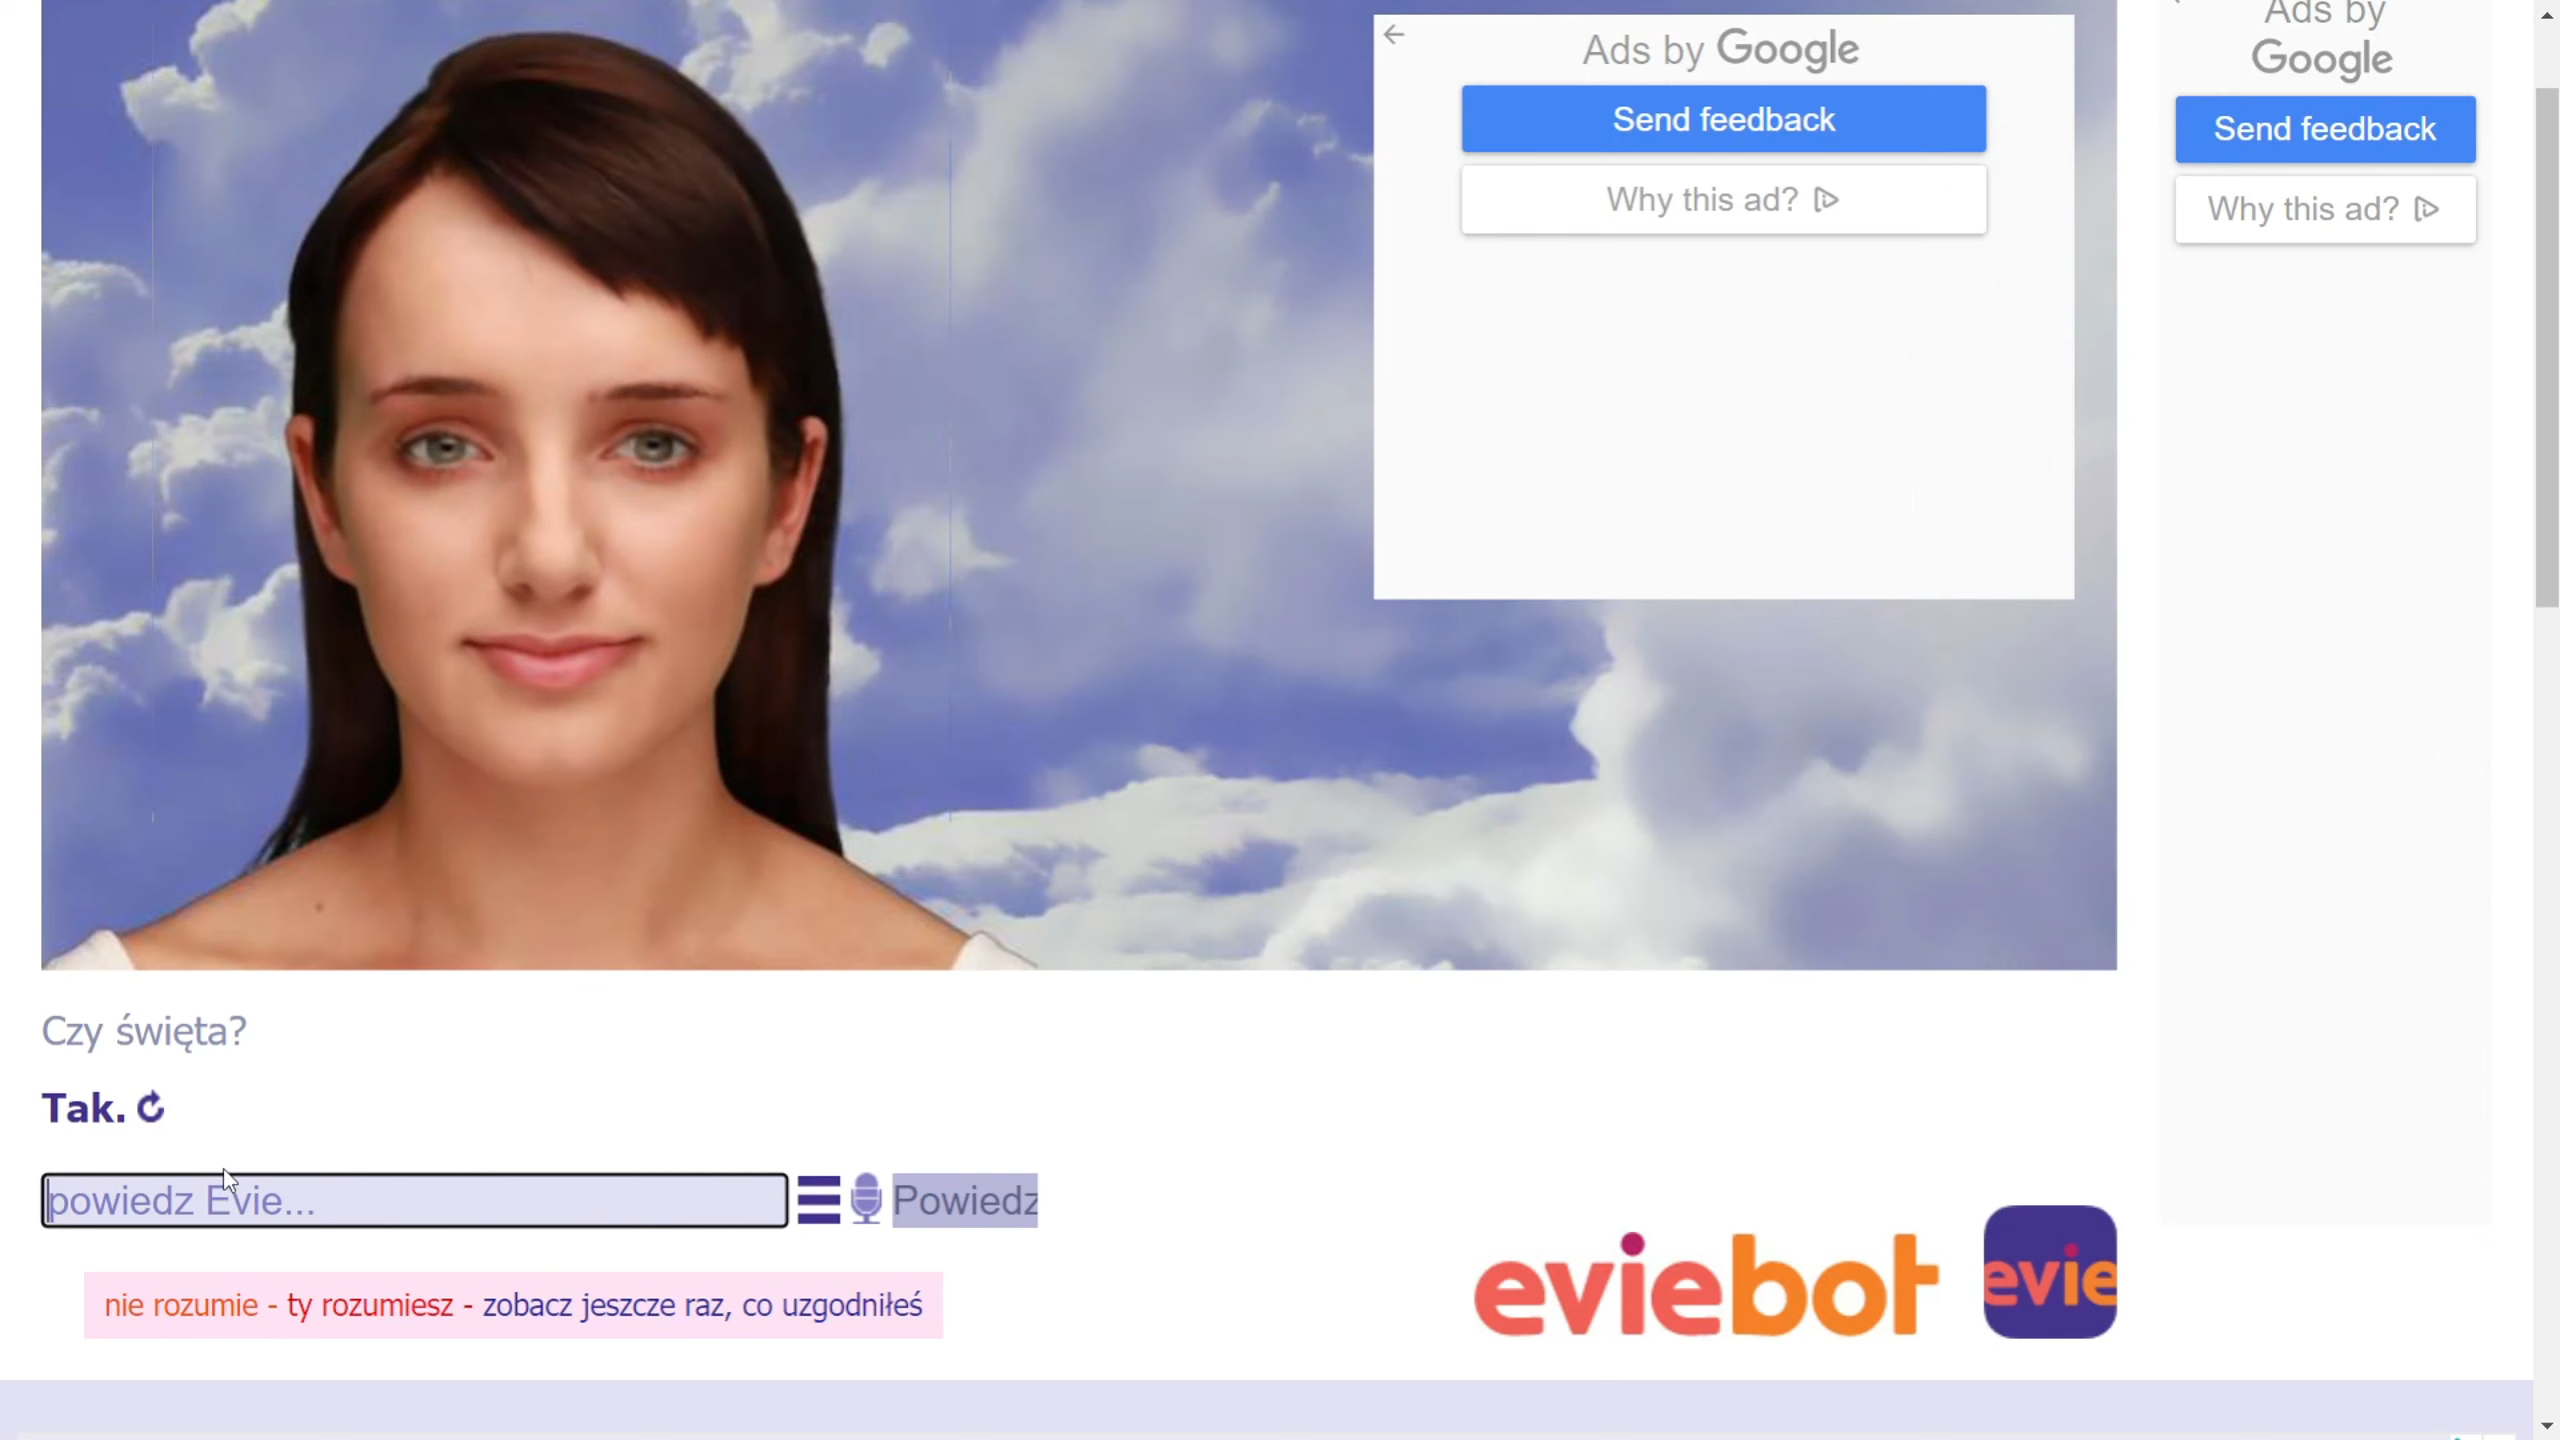 Ads by Google
Send feedback
Why this ad?
Ads by
Google
Send feedback
Why this ad?
Czy święta?
Tak.
powiedz Evie...
Powiedz
nie rozumie - ty rozumiesz - zobacz jeszcze raz, co uzgodniłeś
eviebot
evie